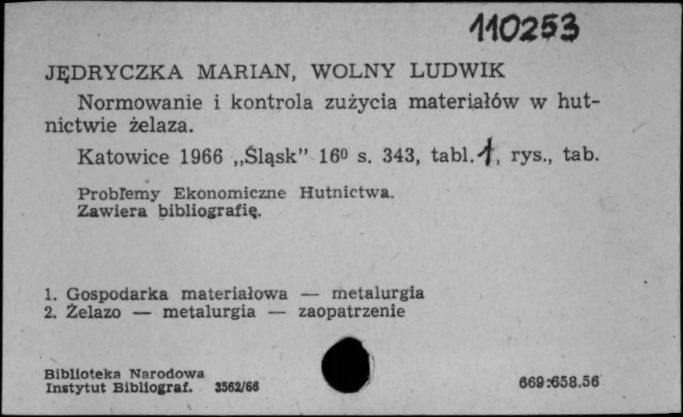 110253
JĘDRYCZKA MARIAN, WOLNY LUDWIK
Normowanie i kontrola zużycia materiałów w hut-
nictwie żelaza.
Katowice 1966 „Śląsk” 16⁰ s. 343, tabl. 1, rys., tab.
Problemy Ekonomiczne Hutnictwa.
Zawiera bibliografię.
1. Gospodarka materiałowa — metalurgia
2. Żelazo — metalurgia — zaopatrzenie
Biblioteka Narodowa
Instytut Bibliograf. 3562/66
669:658.56